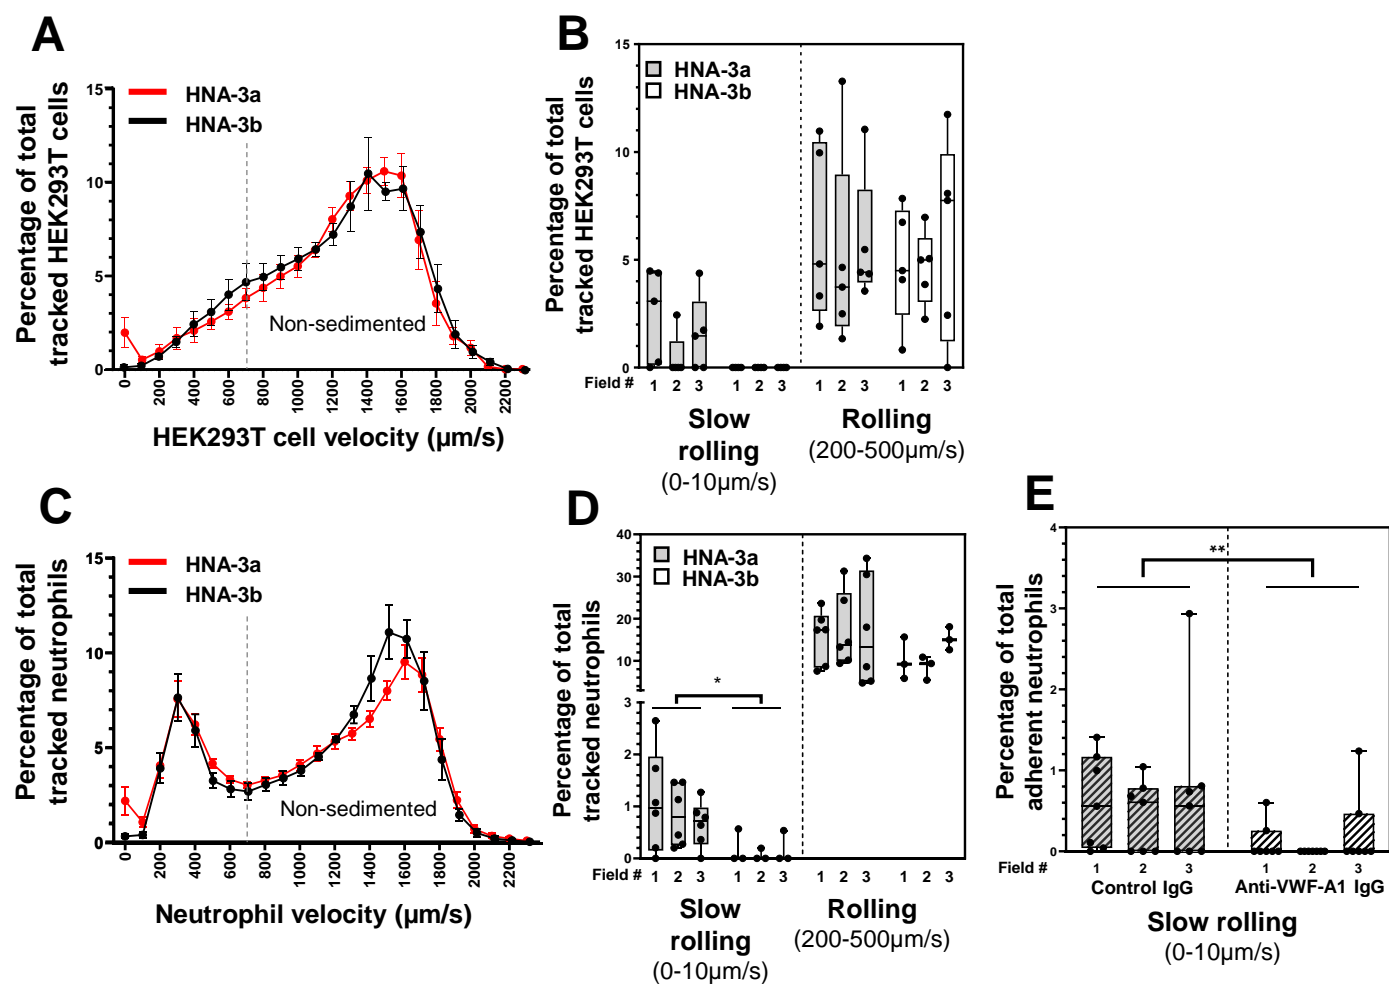 A
Percentage of total
tracked HEK293T cells
HNA-3a
HNA-3b
15
10
5
0
Non-sedimented
0 200 400 600 800 1000 1200 1400 1600 1800 2000 2200
HEK293T cell velocity (µm/s)
B
Percentage of total
tracked HEK293T cells
HNA-3a
HNA-3b
15
10
5
0
Field # 1 2 3 1 2 3 1 2 3 1 2 3
Slow
rolling
(0-10µm/s)
Rolling
(200-500µm/s)
C
Percentage of total
tracked neutrophils
HNA-3a
HNA-3b
15
10
5
0
Non-sedimented
0 200 400 600 800 1000 1200 1400 1600 1800 2000 2200
Neutrophil velocity (µm/s)
D
Percentage of total
tracked neutrophils
HNA-3a
HNA-3b
40
30
20
10
3
2
1
0
*
Field # 1 2 3 1 2 3 1 2 3 1 2 3
Slow
rolling
(0-10µm/s)
Rolling
(200-500µm/s)
E
Percentage of total
adherent neutrophils
4
3
2
1
0
**
Field # 1 2 3 1 2 3
Control IgG Anti-VWF-A1 IgG
Slow rolling
(0-10µm/s)